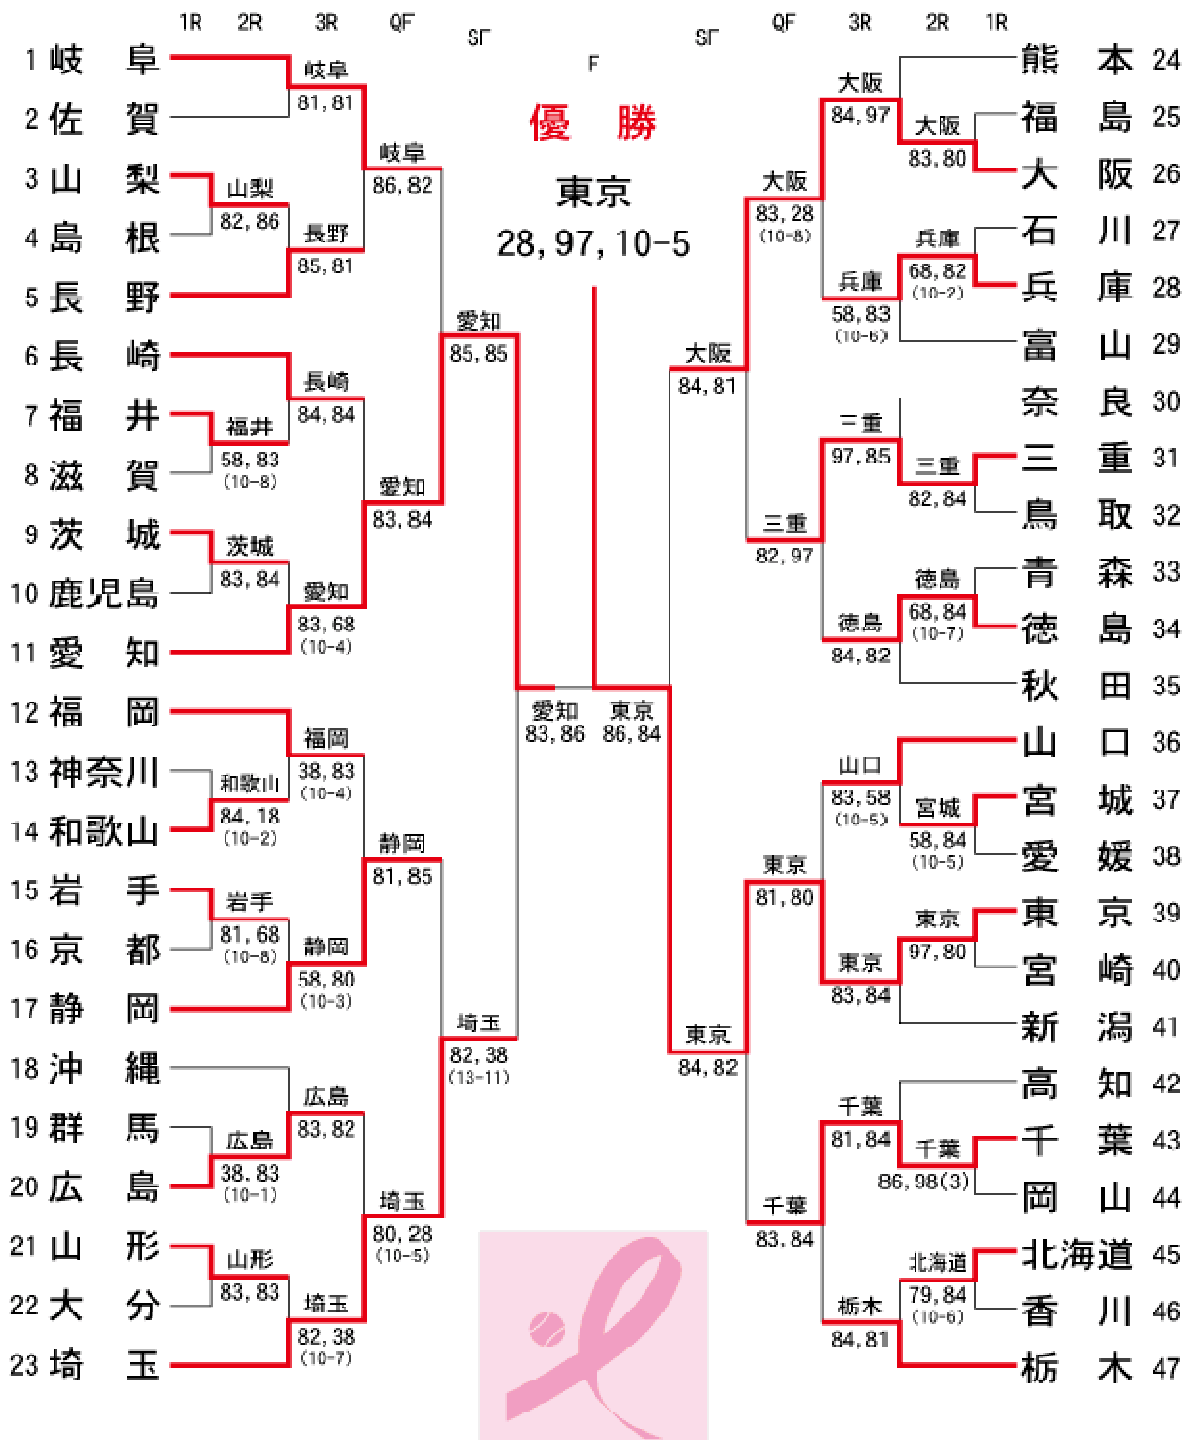 1R 2R 3R QF SF F SF QF 3R 2R 1R
優 勝
東京
28, 97, 10-5
1 岐 阜
2 佐 賀
3 山 梨
4 島 根
5 長 野
6 長 崎
7 福 井
8 滋 賀
9 茨 城
10 鹿児島
11 愛 知
12 福 岡
13 神奈川
14 和歌山
15 岩 手
16 京 都
17 静 岡
18 沖 縄
19 群 馬
20 広 島
21 山 形
22 大 分
23 埼 玉
山梨
82, 86
福井
58, 83
(10-8)
茨城
83, 84
和歌山
84, 18
(10-2)
岩手
81, 68
(10-8)
広島
38, 83
(10-1)
山形
83, 83
岐阜
81, 81
長野
85, 81
長崎
84, 84
愛知
83, 68
(10-4)
福岡
38, 83
(10-4)
静岡
58, 80
(10-3)
広島
83, 82
埼玉
82, 38
(10-7)
岐阜
86, 82
愛知
83, 84
静岡
81, 85
埼玉
80, 28
(10-5)
愛知
85, 85
埼玉
82, 38
(13-11)
愛知
83, 86
東京
86, 84
大阪
84, 81
東京
84, 82
大阪
83, 28
(10-8)
三重
82, 97
東京
81, 80
千葉
83, 84
大阪
84, 97
兵庫
58, 83
(10-6)
三重
97, 85
徳島
84, 82
山口
83, 58
(10-5)
東京
83, 84
千葉
81, 84
栃木
84, 81
大阪
83, 80
兵庫
68, 82
(10-2)
三重
82, 84
徳島
68, 84
(10-7)
宮城
58, 84
(10-5)
東京
97, 80
千葉
86, 98(3)
北海道
79, 84
(10-6)
熊 本 24
福 島 25
大 阪 26
石 川 27
兵 庫 28
富 山 29
奈 良 30
三 重 31
鳥 取 32
青 森 33
徳 島 34
秋 田 35
山 口 36
宮 城 37
愛 媛 38
東 京 39
宮 崎 40
新 潟 41
高 知 42
千 葉 43
岡 山 44
北海道 45
香 川 46
栃 木 47